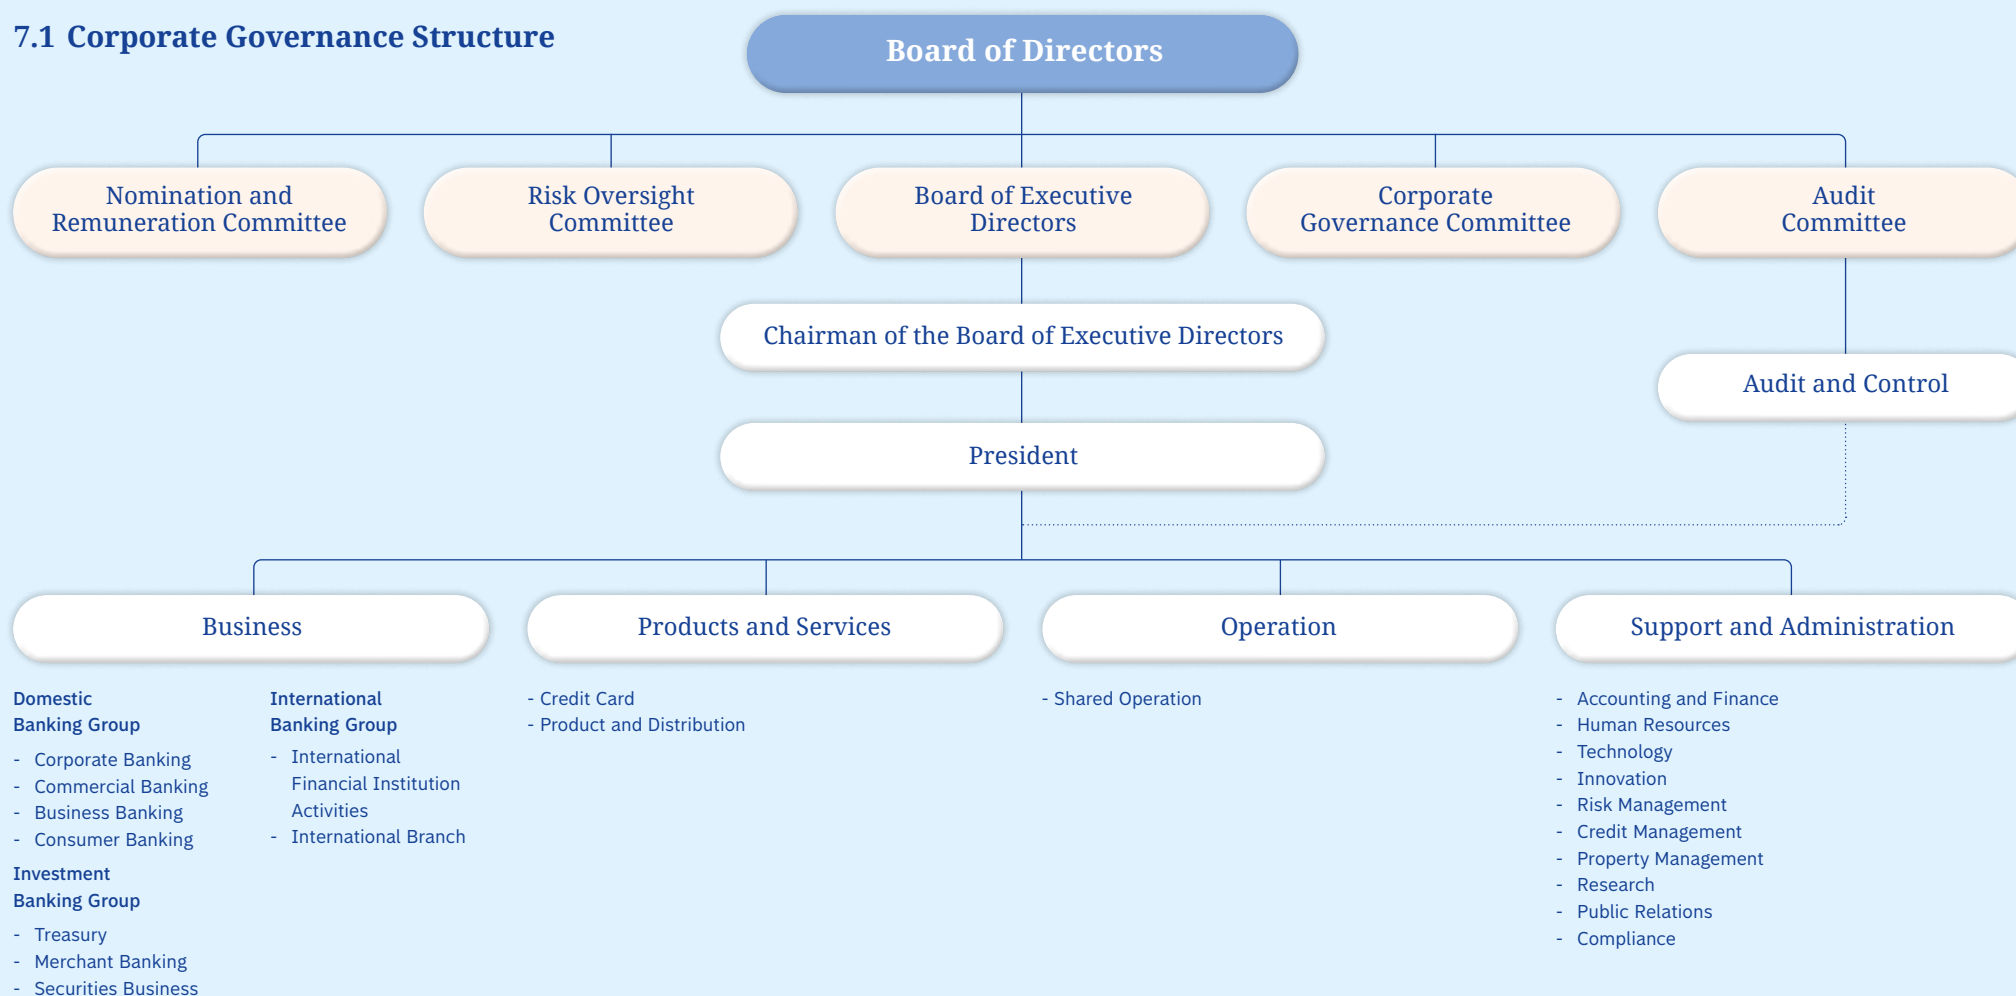 7.1 Corporate Governance Structure
Board of Directors
Nomination and
Remuneration Committee
Risk Oversight
Committee
Board of Executive
Directors
Corporate
Governance Committee
Audit
Committee
Chairman of the Board of Executive Directors
Audit and Control
President
Business
Products and Services
Operation
Support and Administration
Domestic
Banking Group
- Corporate Banking
- Commercial Banking
- Business Banking
- Consumer Banking
Investment
Banking Group
- Treasury
- Merchant Banking
- Securities Business
International
Banking Group
- International
Financial Institution
Activities
- International Branch
- Credit Card
- Product and Distribution
- Shared Operation
- Accounting and Finance
- Human Resources
- Technology
- Innovation
- Risk Management
- Credit Management
- Property Management
- Research
- Public Relations
- Compliance